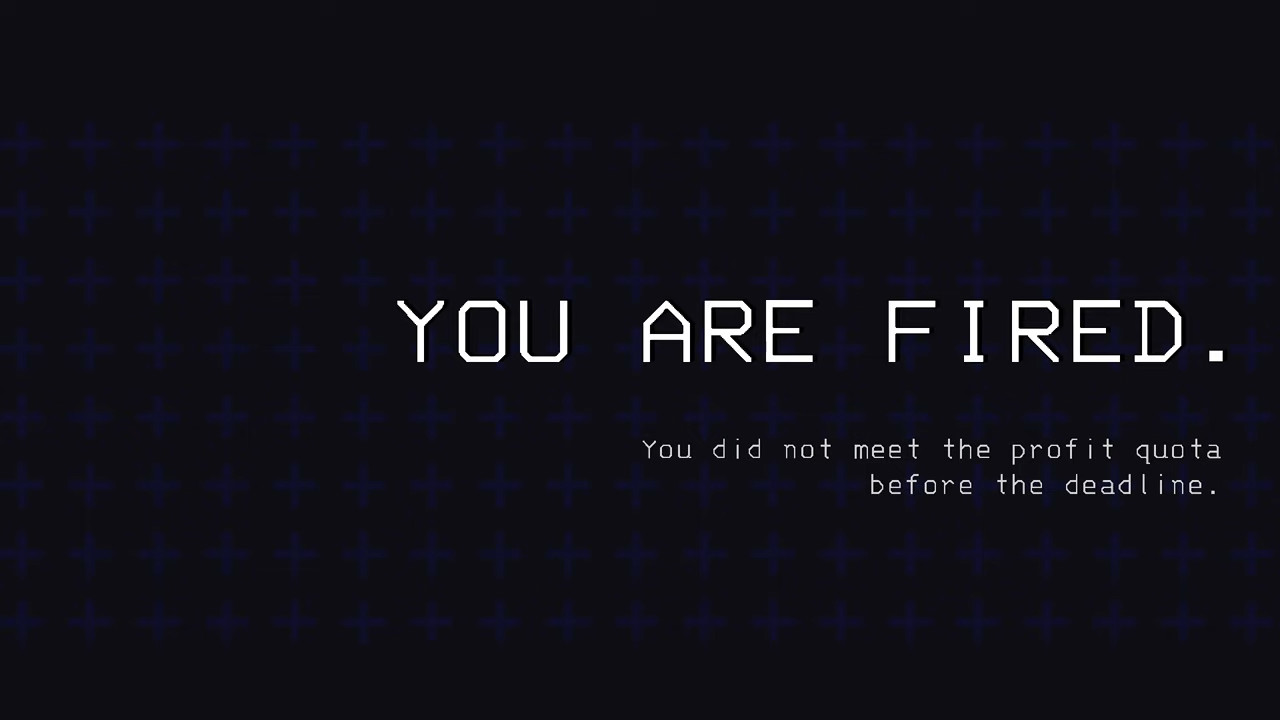 YOU ARE FIRED.
You did not meet the profit quota
before the deadline.